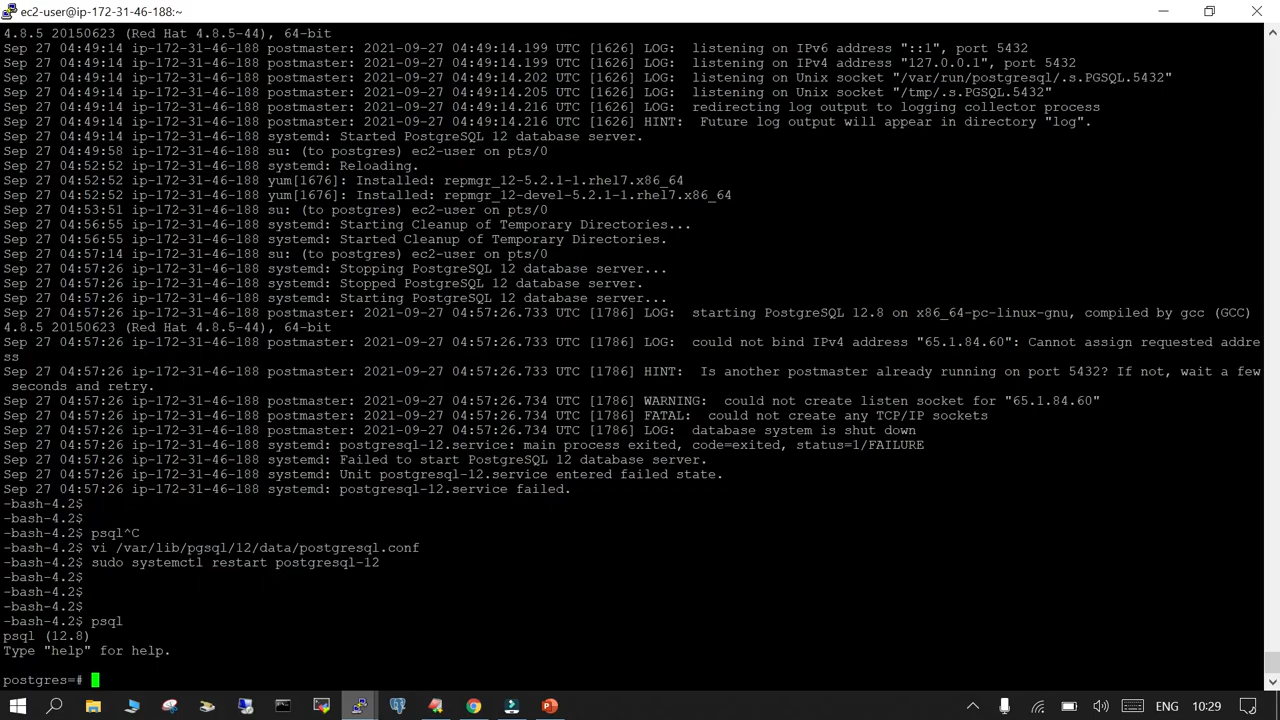 ec2-user@ip-172-31-46-188:~
4.8.5 20150623 (Red Hat 4.8.5-44), 64-bit
Sep 27 04:49:14 ip-172-31-46-188 postmaster: 2021-09-27 04:49:14.199 UTC [1626] LOG:  listening on IPv6 address "::1", port 5432
Sep 27 04:49:14 ip-172-31-46-188 postmaster: 2021-09-27 04:49:14.199 UTC [1626] LOG:  listening on IPv4 address "127.0.0.1", port 5432
Sep 27 04:49:14 ip-172-31-46-188 postmaster: 2021-09-27 04:49:14.202 UTC [1626] LOG:  listening on Unix socket "/var/run/postgresql/.s.PGSQL.5432"
Sep 27 04:49:14 ip-172-31-46-188 postmaster: 2021-09-27 04:49:14.205 UTC [1626] LOG:  listening on Unix socket "/tmp/.s.PGSQL.5432"
Sep 27 04:49:14 ip-172-31-46-188 postmaster: 2021-09-27 04:49:14.216 UTC [1626] LOG:  redirecting log output to logging collector process
Sep 27 04:49:14 ip-172-31-46-188 postmaster: 2021-09-27 04:49:14.216 UTC [1626] HINT:  Future log output will appear in directory "log".
Sep 27 04:49:14 ip-172-31-46-188 systemd: Started PostgreSQL 12 database server.
Sep 27 04:49:58 ip-172-31-46-188 su: (to postgres) ec2-user on pts/0
Sep 27 04:52:52 ip-172-31-46-188 systemd: Reloading.
Sep 27 04:52:52 ip-172-31-46-188 yum[1676]: Installed: repmgr_12-5.2.1-1.rhel7.x86_64
Sep 27 04:52:52 ip-172-31-46-188 yum[1676]: Installed: repmgr_12-devel-5.2.1-1.rhel7.x86_64
Sep 27 04:53:51 ip-172-31-46-188 su: (to postgres) ec2-user on pts/0
Sep 27 04:56:55 ip-172-31-46-188 systemd: Starting Cleanup of Temporary Directories...
Sep 27 04:56:55 ip-172-31-46-188 systemd: Started Cleanup of Temporary Directories.
Sep 27 04:57:14 ip-172-31-46-188 su: (to postgres) ec2-user on pts/0
Sep 27 04:57:26 ip-172-31-46-188 systemd: Stopping PostgreSQL 12 database server...
Sep 27 04:57:26 ip-172-31-46-188 systemd: Stopped PostgreSQL 12 database server.
Sep 27 04:57:26 ip-172-31-46-188 systemd: Starting PostgreSQL 12 database server...
Sep 27 04:57:26 ip-172-31-46-188 postmaster: 2021-09-27 04:57:26.733 UTC [1786] LOG:  starting PostgreSQL 12.8 on x86_64-pc-linux-gnu, compiled by gcc (GCC)
4.8.5 20150623 (Red Hat 4.8.5-44), 64-bit
Sep 27 04:57:26 ip-172-31-46-188 postmaster: 2021-09-27 04:57:26.733 UTC [1786] LOG:  could not bind IPv4 address "65.1.84.60": Cannot assign requested addre
ss
Sep 27 04:57:26 ip-172-31-46-188 postmaster: 2021-09-27 04:57:26.733 UTC [1786] HINT:  Is another postmaster already running on port 5432? If not, wait a few
seconds and retry.
Sep 27 04:57:26 ip-172-31-46-188 postmaster: 2021-09-27 04:57:26.734 UTC [1786] WARNING:  could not create listen socket for "65.1.84.60"
Sep 27 04:57:26 ip-172-31-46-188 postmaster: 2021-09-27 04:57:26.734 UTC [1786] FATAL:  could not create any TCP/IP sockets
Sep 27 04:57:26 ip-172-31-46-188 postmaster: 2021-09-27 04:57:26.734 UTC [1786] LOG:  database system is shut down
Sep 27 04:57:26 ip-172-31-46-188 systemd: postgresql-12.service: main process exited, code=exited, status=1/FAILURE
Sep 27 04:57:26 ip-172-31-46-188 systemd: Failed to start PostgreSQL 12 database server.
Sep 27 04:57:26 ip-172-31-46-188 systemd: Unit postgresql-12.service entered failed state.
Sep 27 04:57:26 ip-172-31-46-188 systemd: postgresql-12.service failed.
-bash-4.2$
-bash-4.2$
-bash-4.2$ psql^C
-bash-4.2$ vi /var/lib/pgsql/12/data/postgresql.conf
-bash-4.2$ sudo systemctl restart postgresql-12
-bash-4.2$
-bash-4.2$
-bash-4.2$
-bash-4.2$ psql
psql (12.8)
Type "help" for help.
postgres=#
ENG
10:29